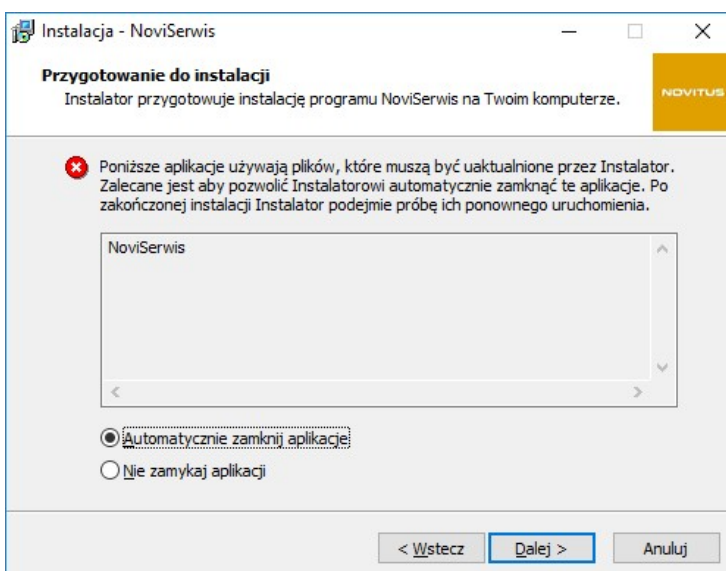 Instalacja - NoviSerwis
Przygotowanie do instalacji
Instalator przygotowuje instalację programu NoviSerwis na Twoim komputerze.
NOVITUS
Poniższe aplikacje używają plików, które muszą być uaktualnione przez Instalator.
Zalecane jest aby pozwolić Instalatorowi automatycznie zamknąć te aplikacje. Po
zakończonej instalacji Instalator podejmie próbę ich ponownego uruchomienia.
NoviSerwis
Automatycznie zamknij aplikacje
Nie zamykaj aplikacji
< Wstecz
Dalej >
Anuluj